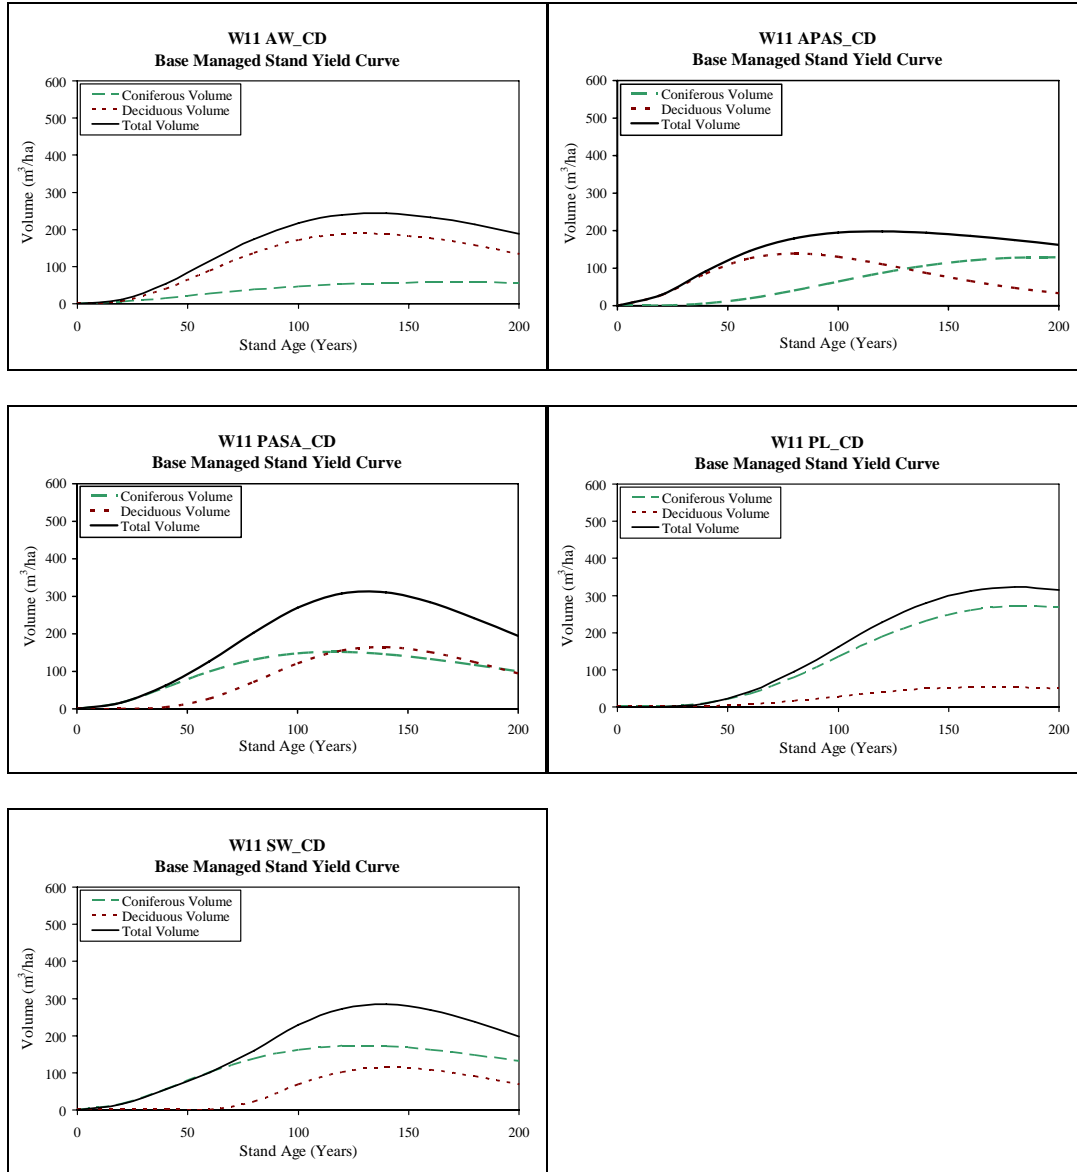 W11 AW_CD
Base Managed Stand Yield Curve
600
500
400
300
200
100
0
Volume (m³/ha)
Coniferous Volume
Deciduous Volume
Total Volume
0 50 100 150 200
Stand Age (Years)
W11 APAS_CD
Base Managed Stand Yield Curve
600
500
400
300
200
100
0
Volume (m³/ha)
Coniferous Volume
Deciduous Volume
Total Volume
0 50 100 150 200
Stand Age (Years)
W11 PASA_CD
Base Managed Stand Yield Curve
600
500
400
300
200
100
0
Volume (m³/ha)
Coniferous Volume
Deciduous Volume
Total Volume
0 50 100 150 200
Stand Age (Years)
W11 PL_CD
Base Managed Stand Yield Curve
600
500
400
300
200
100
0
Volume (m³/ha)
Coniferous Volume
Deciduous Volume
Total Volume
0 50 100 150 200
Stand Age (Years)
W11 SW_CD
Base Managed Stand Yield Curve
600
500
400
300
200
100
0
Volume (m³/ha)
Coniferous Volume
Deciduous Volume
Total Volume
0 50 100 150 200
Stand Age (Years)